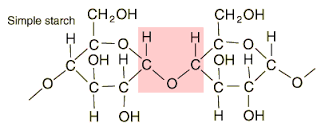 CH₂OH CH₂OH
Simple starch
H C O H H C O H
C OH H C C OH H C
O C C O C C O
H OH H OH